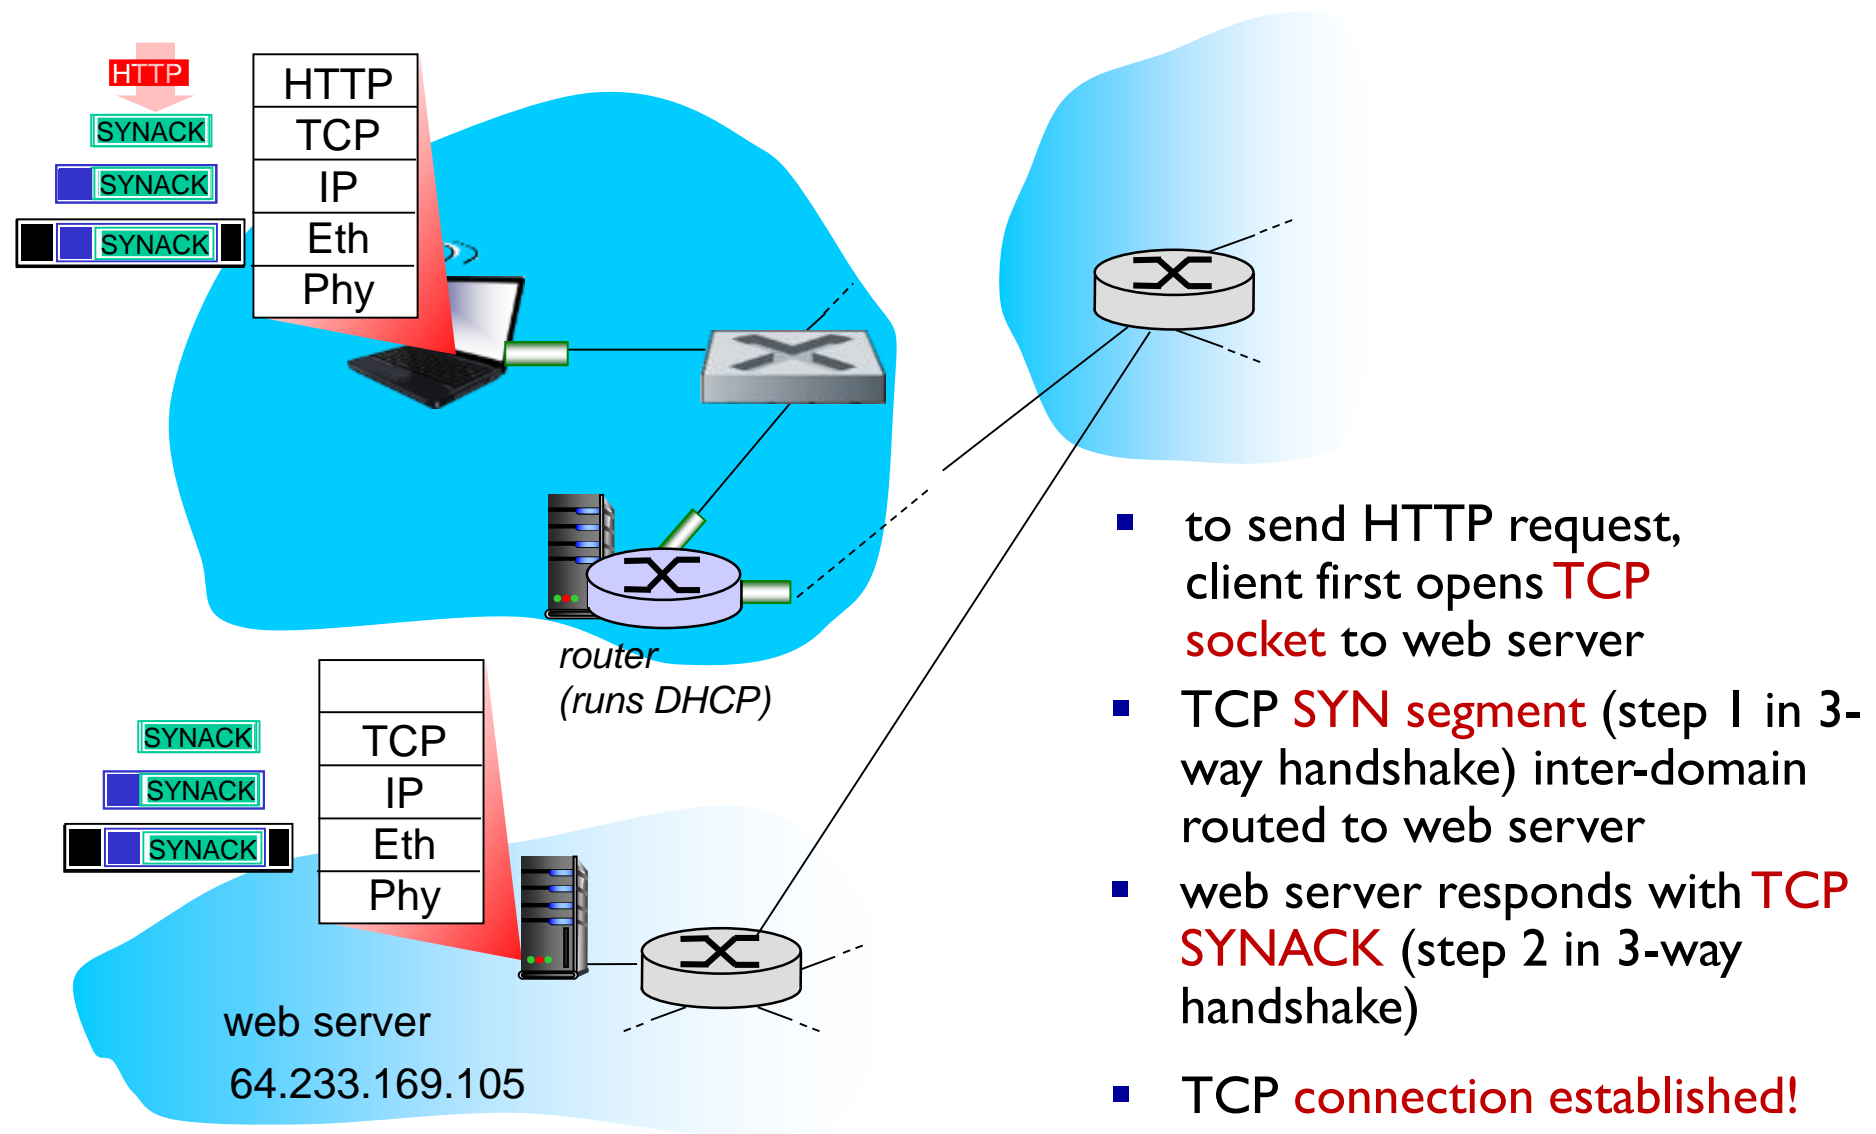 HTTP
SYNACK
SYNACK
SYNACK
HTTP
TCP
IP
Eth
Phy
router
(runs DHCP)
SYNACK
SYNACK
SYNACK
TCP
IP
Eth
Phy
web server
64.233.169.105
to send HTTP request,
client first opens TCP
socket to web server
TCP SYN segment (step 1 in 3-
way handshake) inter-domain
routed to web server
web server responds with TCP
SYNACK (step 2 in 3-way
handshake)
TCP connection established!